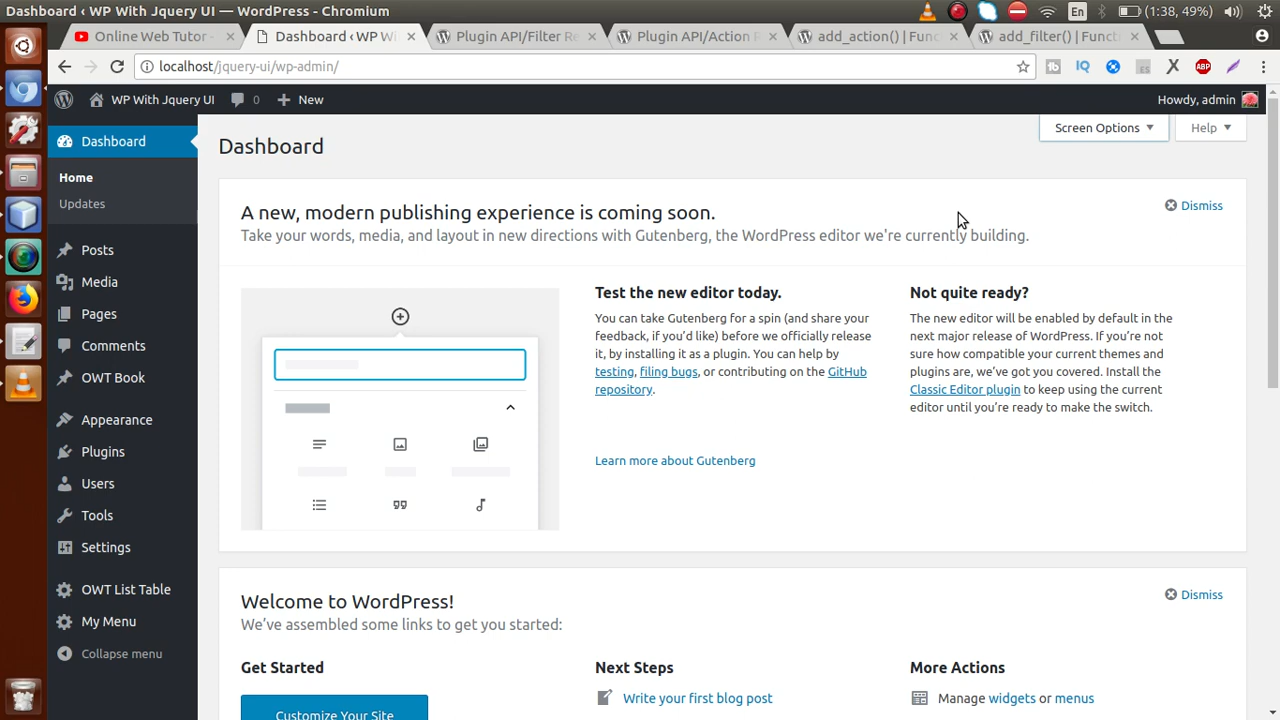 Dashboard ‹ WP With Jquery UI — WordPress - Chromium
En
(1:38, 49%)
Online Web Tutor -
Dashboard ‹ WP Wi
Plugin API/Filter Re
Plugin API/Action R
add_action() | Func
add_filter() | Functi
localhost/jquery-ui/wp-admin/
IQ
ABP
WP With Jquery UI
0
New
Howdy, admin
Dashboard
Home
Updates
Posts
Media
Pages
Comments
OWT Book
Appearance
Plugins
Users
Tools
Settings
OWT List Table
My Menu
Collapse menu
Screen Options
Help
Dashboard
A new, modern publishing experience is coming soon.
Dismiss
Take your words, media, and layout in new directions with Gutenberg, the WordPress editor we're currently building.
Test the new editor today.
You can take Gutenberg for a spin (and share your
feedback, if you'd like) before we officially release
it, by installing it as a plugin. You can help by
testing, filing bugs, or contributing on the GitHub
repository.
Learn more about Gutenberg
Not quite ready?
The new editor will be enabled by default in the
next major release of WordPress. If you're not
sure how compatible your current themes and
plugins are, we've got you covered. Install the
Classic Editor plugin to keep using the current
editor until you're ready to make the switch.
Welcome to WordPress!
Dismiss
We've assembled some links to get you started:
Get Started
Customize Your Site
Next Steps
Write your first blog post
More Actions
Manage widgets or menus